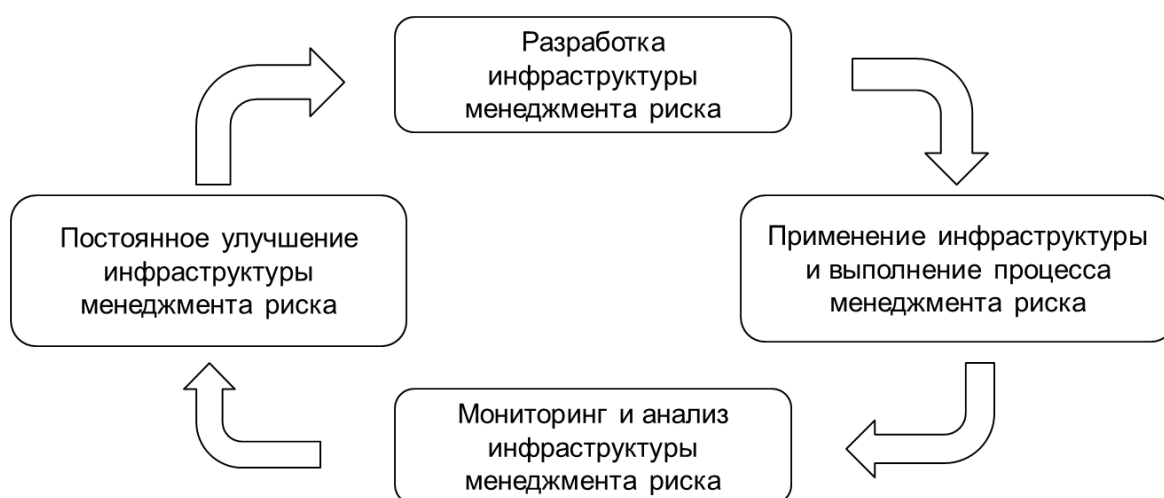 Разработка
инфраструктуры
менеджмента риска
Постоянное улучшение
инфраструктуры
менеджмента риска
Применение инфраструктуры
и выполнение процесса
менеджмента риска
Мониторинг и анализ
инфраструктуры
менеджмента риска